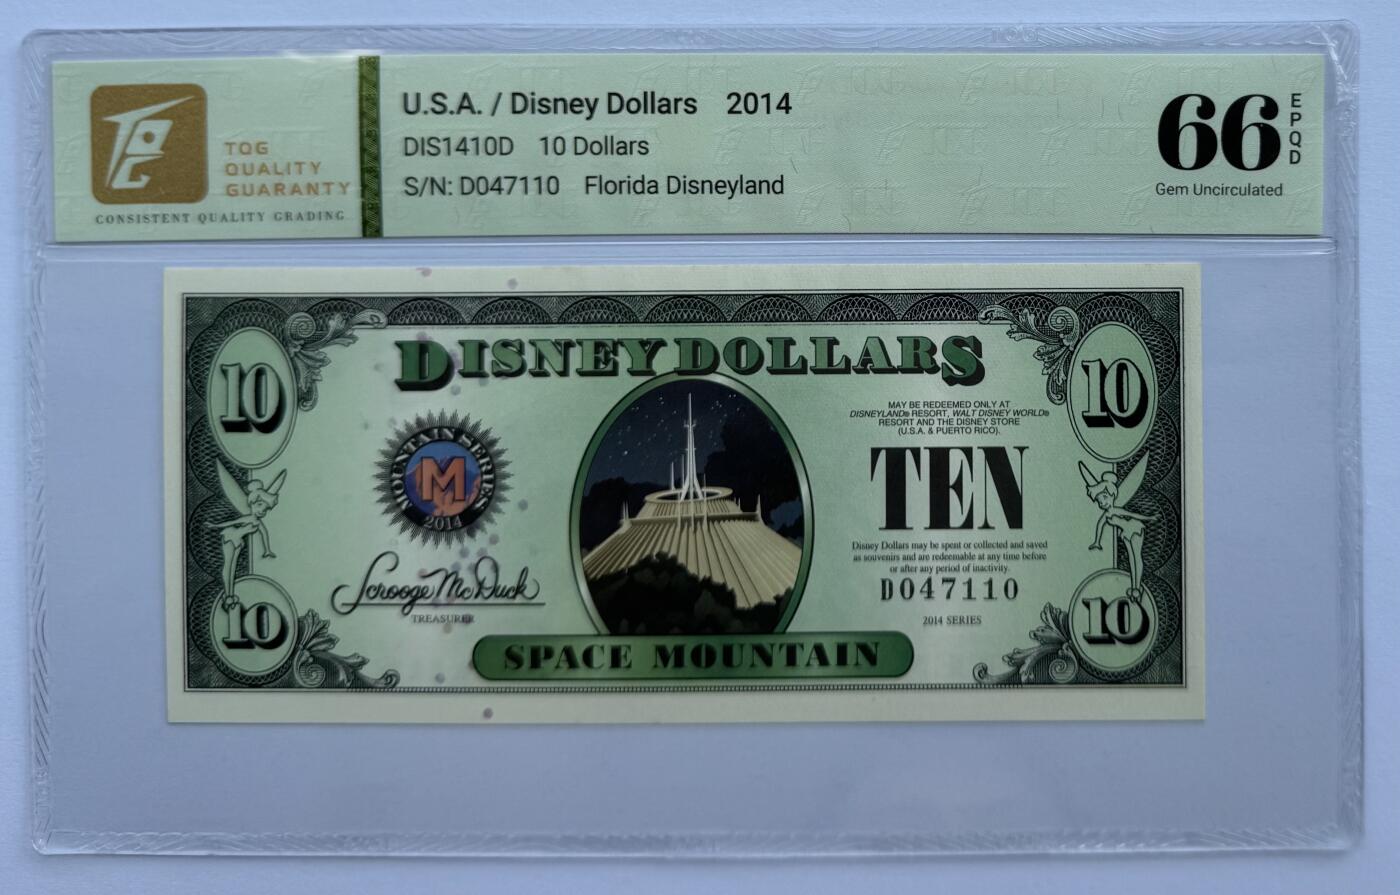 TQG
TQG
QUALITY
GUARANTY
CONSISTENT QUALITY GRADING
U.S.A. / Disney Dollars 2014
DIS1410D 10 Dollars
S/N: D047110 Florida Disneyland
66
EPQD
Gem Uncirculated
DISNEY DOLLARS
10
10
MAY BE REDEEMED ONLY AT
DISNEYLAND® RESORT, WALT DISNEY WORLD®
RESORT AND THE DISNEY STORE
(U.S.A. & PUERTO RICO).
MOUNTAIN SERIES
M
2014
TEN
Disney Dollars may be spent or collected and saved
as souvenirs and are redeemable at any time before
or after any period of inactivity.
D047110
Scrooge McDuck
TREASURER
2014 SERIES
10
10
SPACE MOUNTAIN